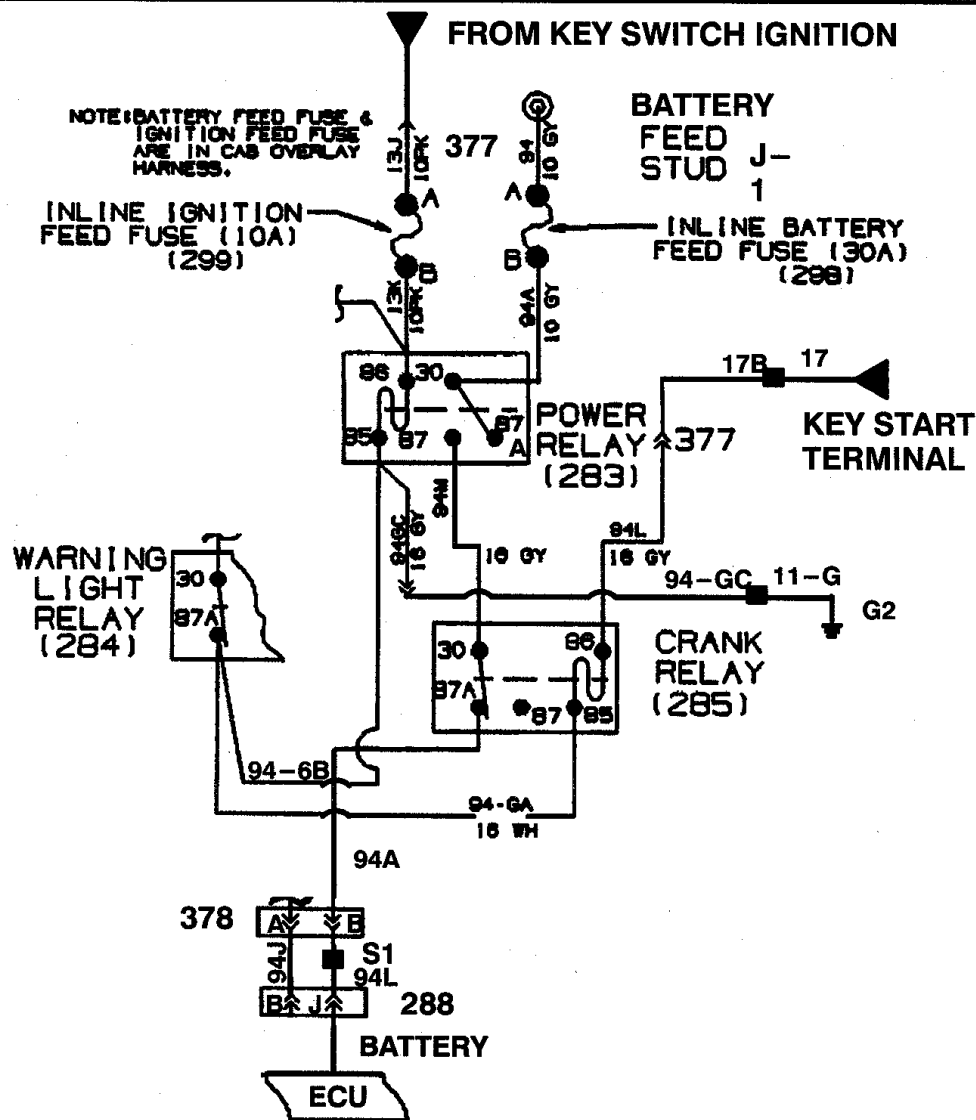 FROM KEY SWITCH IGNITION
NOTE:BATTERY FEED FUSE &
IGNITION FEED FUSE
ARE IN CAB OVERLAY
HARNESS.
BATTERY
FEED
STUD J-
1
377
13J
10PK
94
10 GY
A
A
INLINE IGNITION
FEED FUSE (10A)
(299)
INLINE BATTERY
FEED FUSE (30A)
(298)
B
B
13K
10PK
94A
10 GY
86
30
85
87
87
A
POWER
RELAY
(283)
17B
17
KEY START
TERMINAL
377
94M
94GC
16 GY
16 GY
94L
16 GY
WARNING
LIGHT
RELAY
(284)
30
87A
94-GC
11-G
G2
30
86
87A
87
85
CRANK
RELAY
(285)
94-6B
94-GA
16 WH
94A
378
A
B
94J
S1
94L
B
J
288
BATTERY
ECU